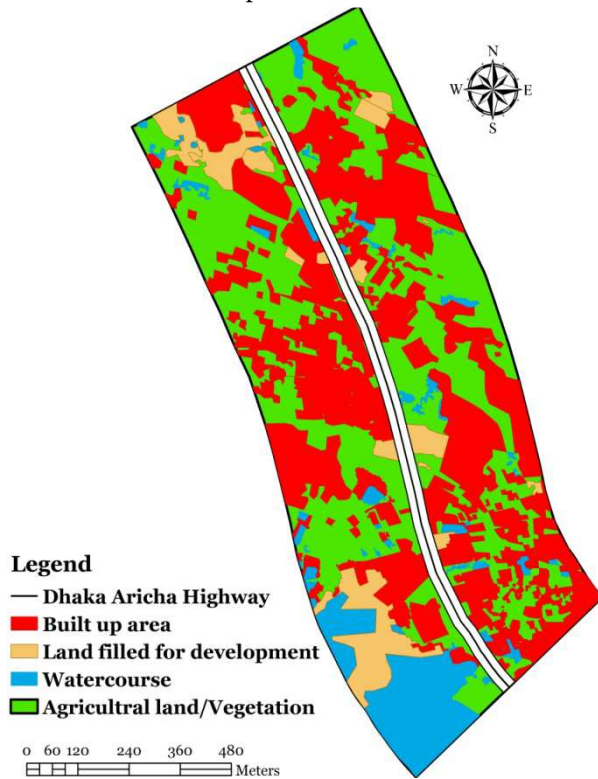 N
W E
S
Legend
Dhaka Aricha Highway
Built up area
Land filled for development
Watercourse
Agricultral land/Vegetation
0 60 120 240 360 480
Meters